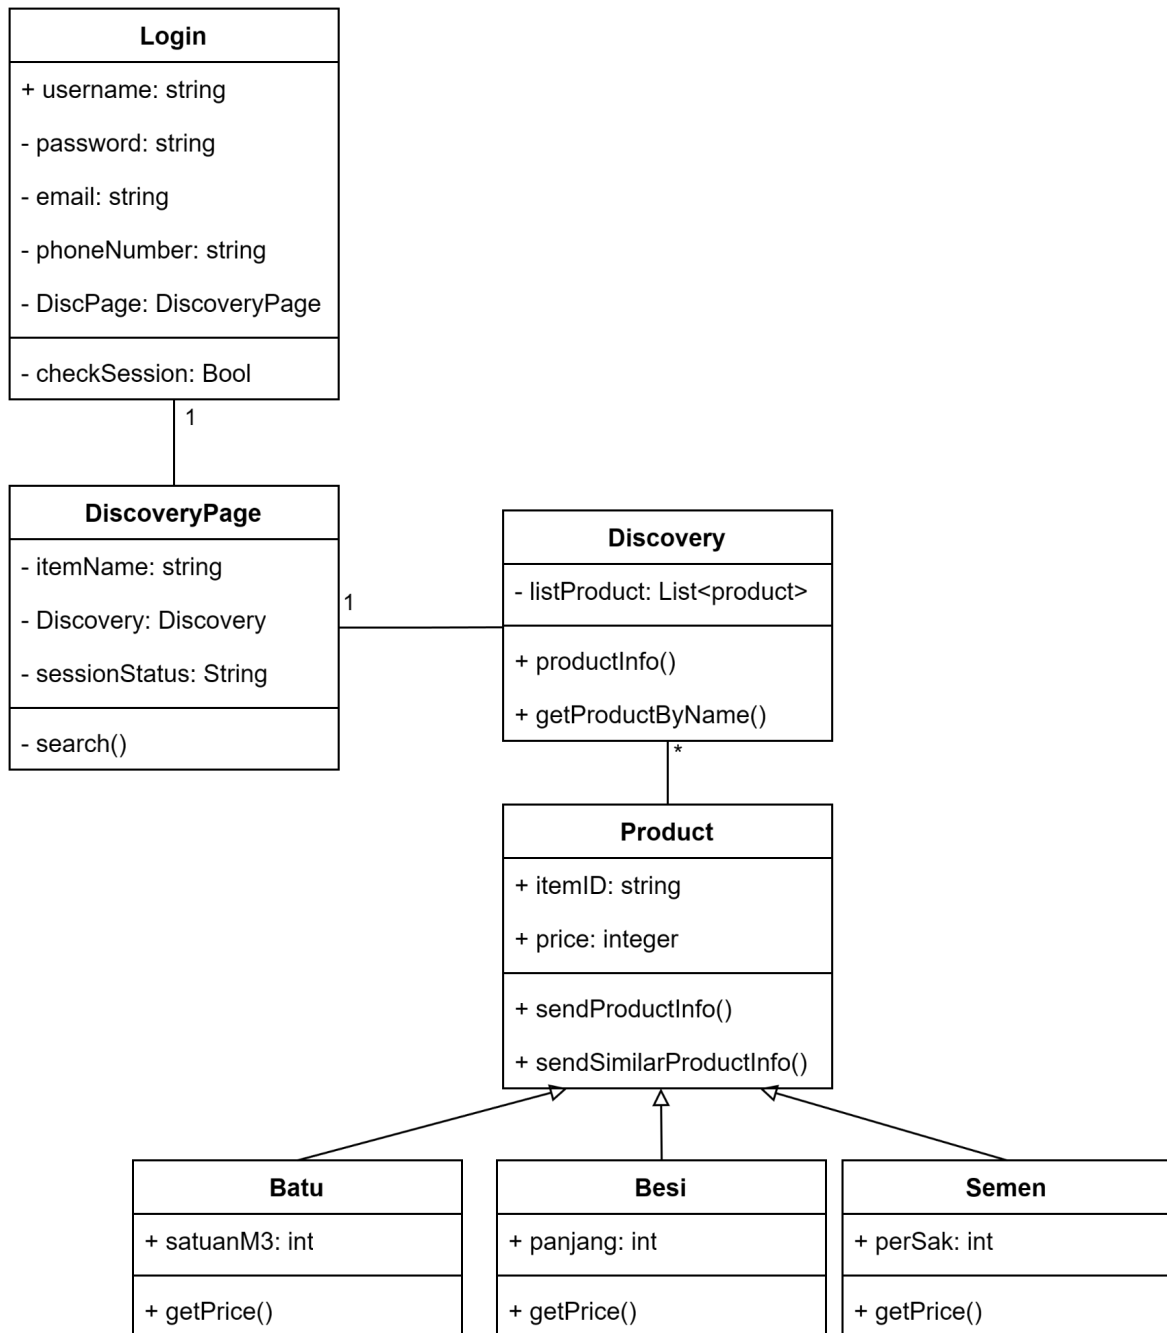 Login
+ username: string
- password: string
- email: string
- phoneNumber: string
- DiscPage: DiscoveryPage
- checkSession: Bool
1
DiscoveryPage
- itemName: string
- Discovery: Discovery
- sessionStatus: String
- search()
1
Discovery
- listProduct: List<product>
+ productInfo()
+ getProductByName()
*
Product
+ itemID: string
+ price: integer
+ sendProductInfo()
+ sendSimilarProductInfo()
Batu
+ satuanM3: int
+ getPrice()
Besi
+ panjang: int
+ getPrice()
Semen
+ perSak: int
+ getPrice()